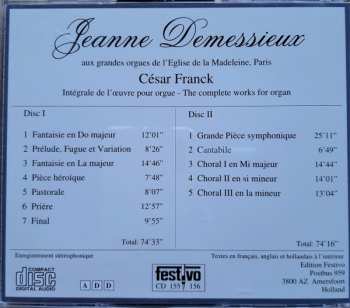 Jeanne Demessieux
aux grandes orgues de l'Eglise de la Madeleine, Paris
César Franck
Intégrale de l'œuvre pour orgue - The complete works for organ
Disc I
1 Fantaisie en Do majeur 12'01"
2 Prélude, Fugue et Variation 8'26"
3 Fantaisie en La majeur 14'46"
4 Pièce héroïque 7'48"
5 Pastorale 8'07"
6 Prière 12'57"
7 Final 9'55"
Total: 74'33"
Disc II
1 Grande Pièce symphonique 25'11"
2 Cantabile 6'49"
3 Choral I en Mi majeur 14'44"
4 Choral II en si mineur 14'01"
5 Choral III en la mineur 13'04"
Total: 74'16"
Enregistrement stéréophonique
Textes en français, anglais et hollandais à l'intérieur
COMPACT
disc
DIGITAL AUDIO
A D D
festivo
CD 155 156
Edition Festivo
Postbus 959
3800 AZ Amersfoort
Holland